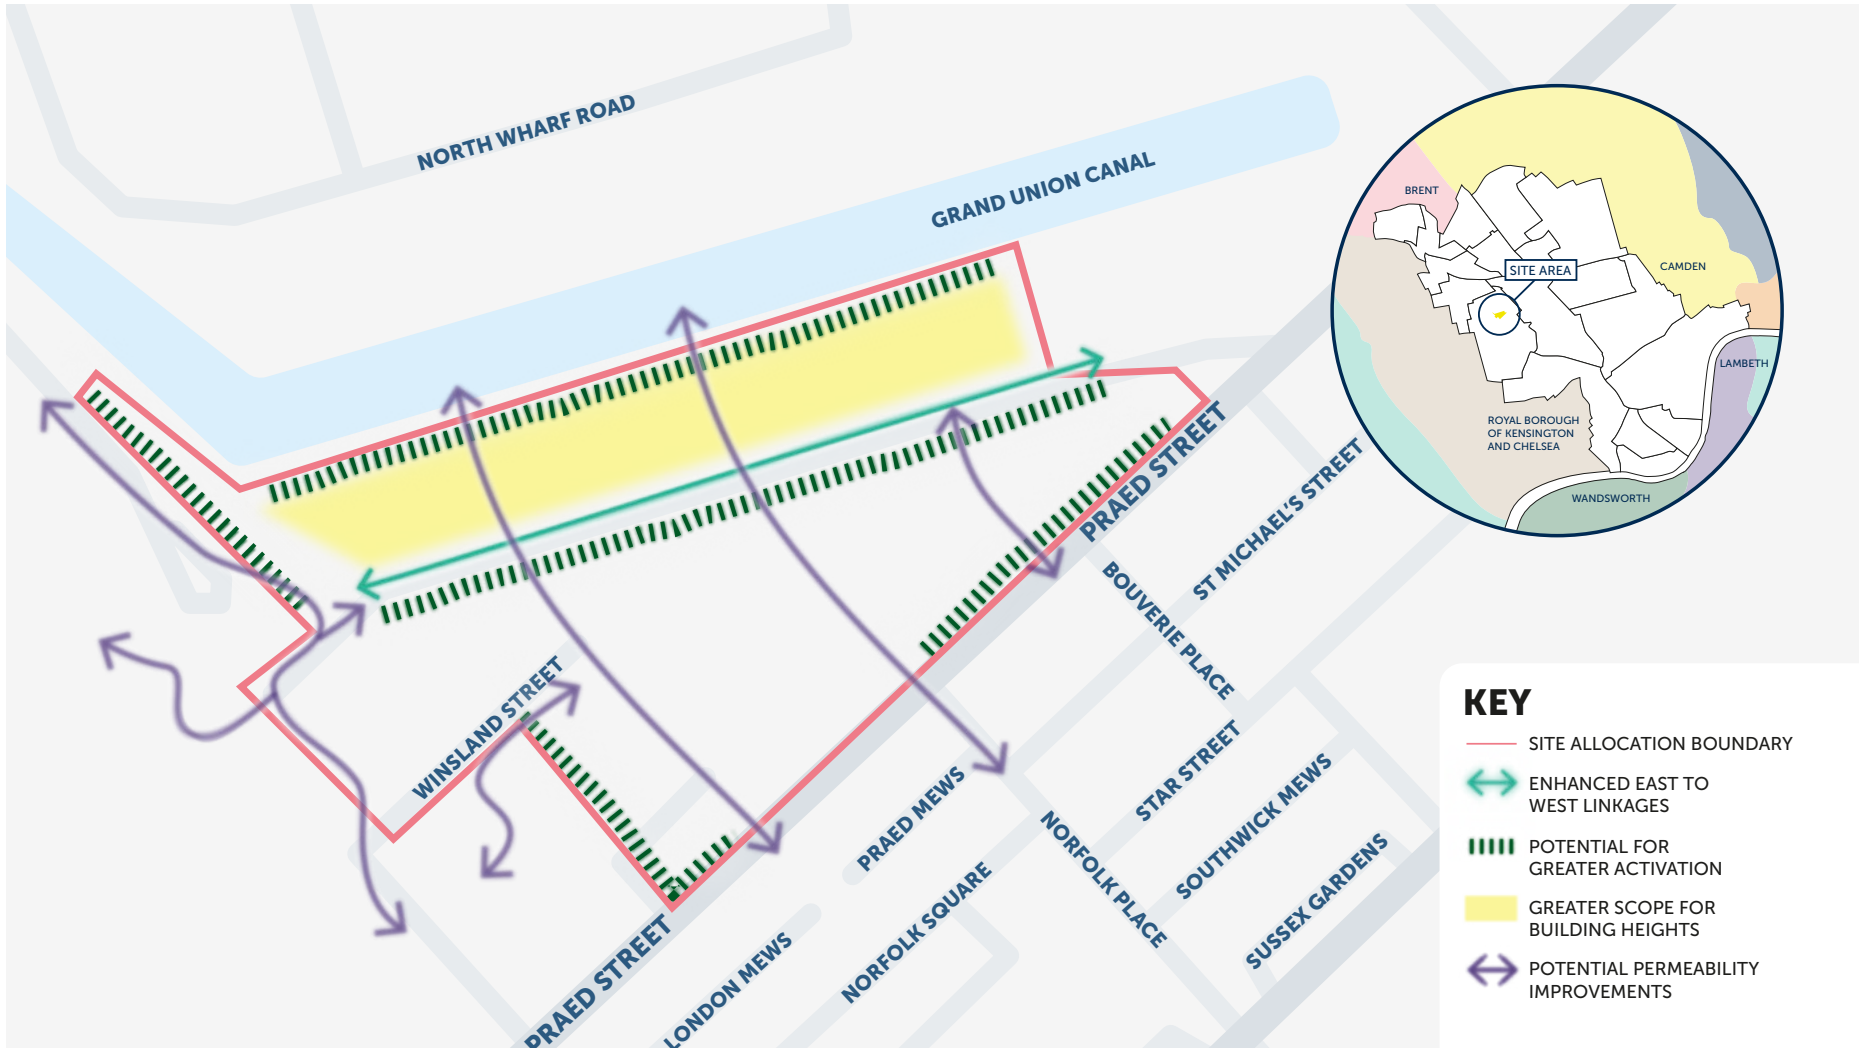 NORTH WHARF ROAD
GRAND UNION CANAL
PRAED STREET
ST MICHAEL'S STREET
BOUVERIE PLACE
WINSLAND STREET
STAR STREET
PRAED MEWS
SOUTHWICK MEWS
NORFOLK PLACE
NORFOLK SQUARE
SUSSEX GARDENS
PRAED STREET
LONDON MEWS
BRENT
SITE AREA
CAMDEN
LAMBETH
ROYAL BOROUGH
OF KENSINGTON
AND CHELSEA
WANDSWORTH
KEY
SITE ALLOCATION BOUNDARY
ENHANCED EAST TO
WEST LINKAGES
POTENTIAL FOR
GREATER ACTIVATION
GREATER SCOPE FOR
BUILDING HEIGHTS
POTENTIAL PERMEABILITY
IMPROVEMENTS